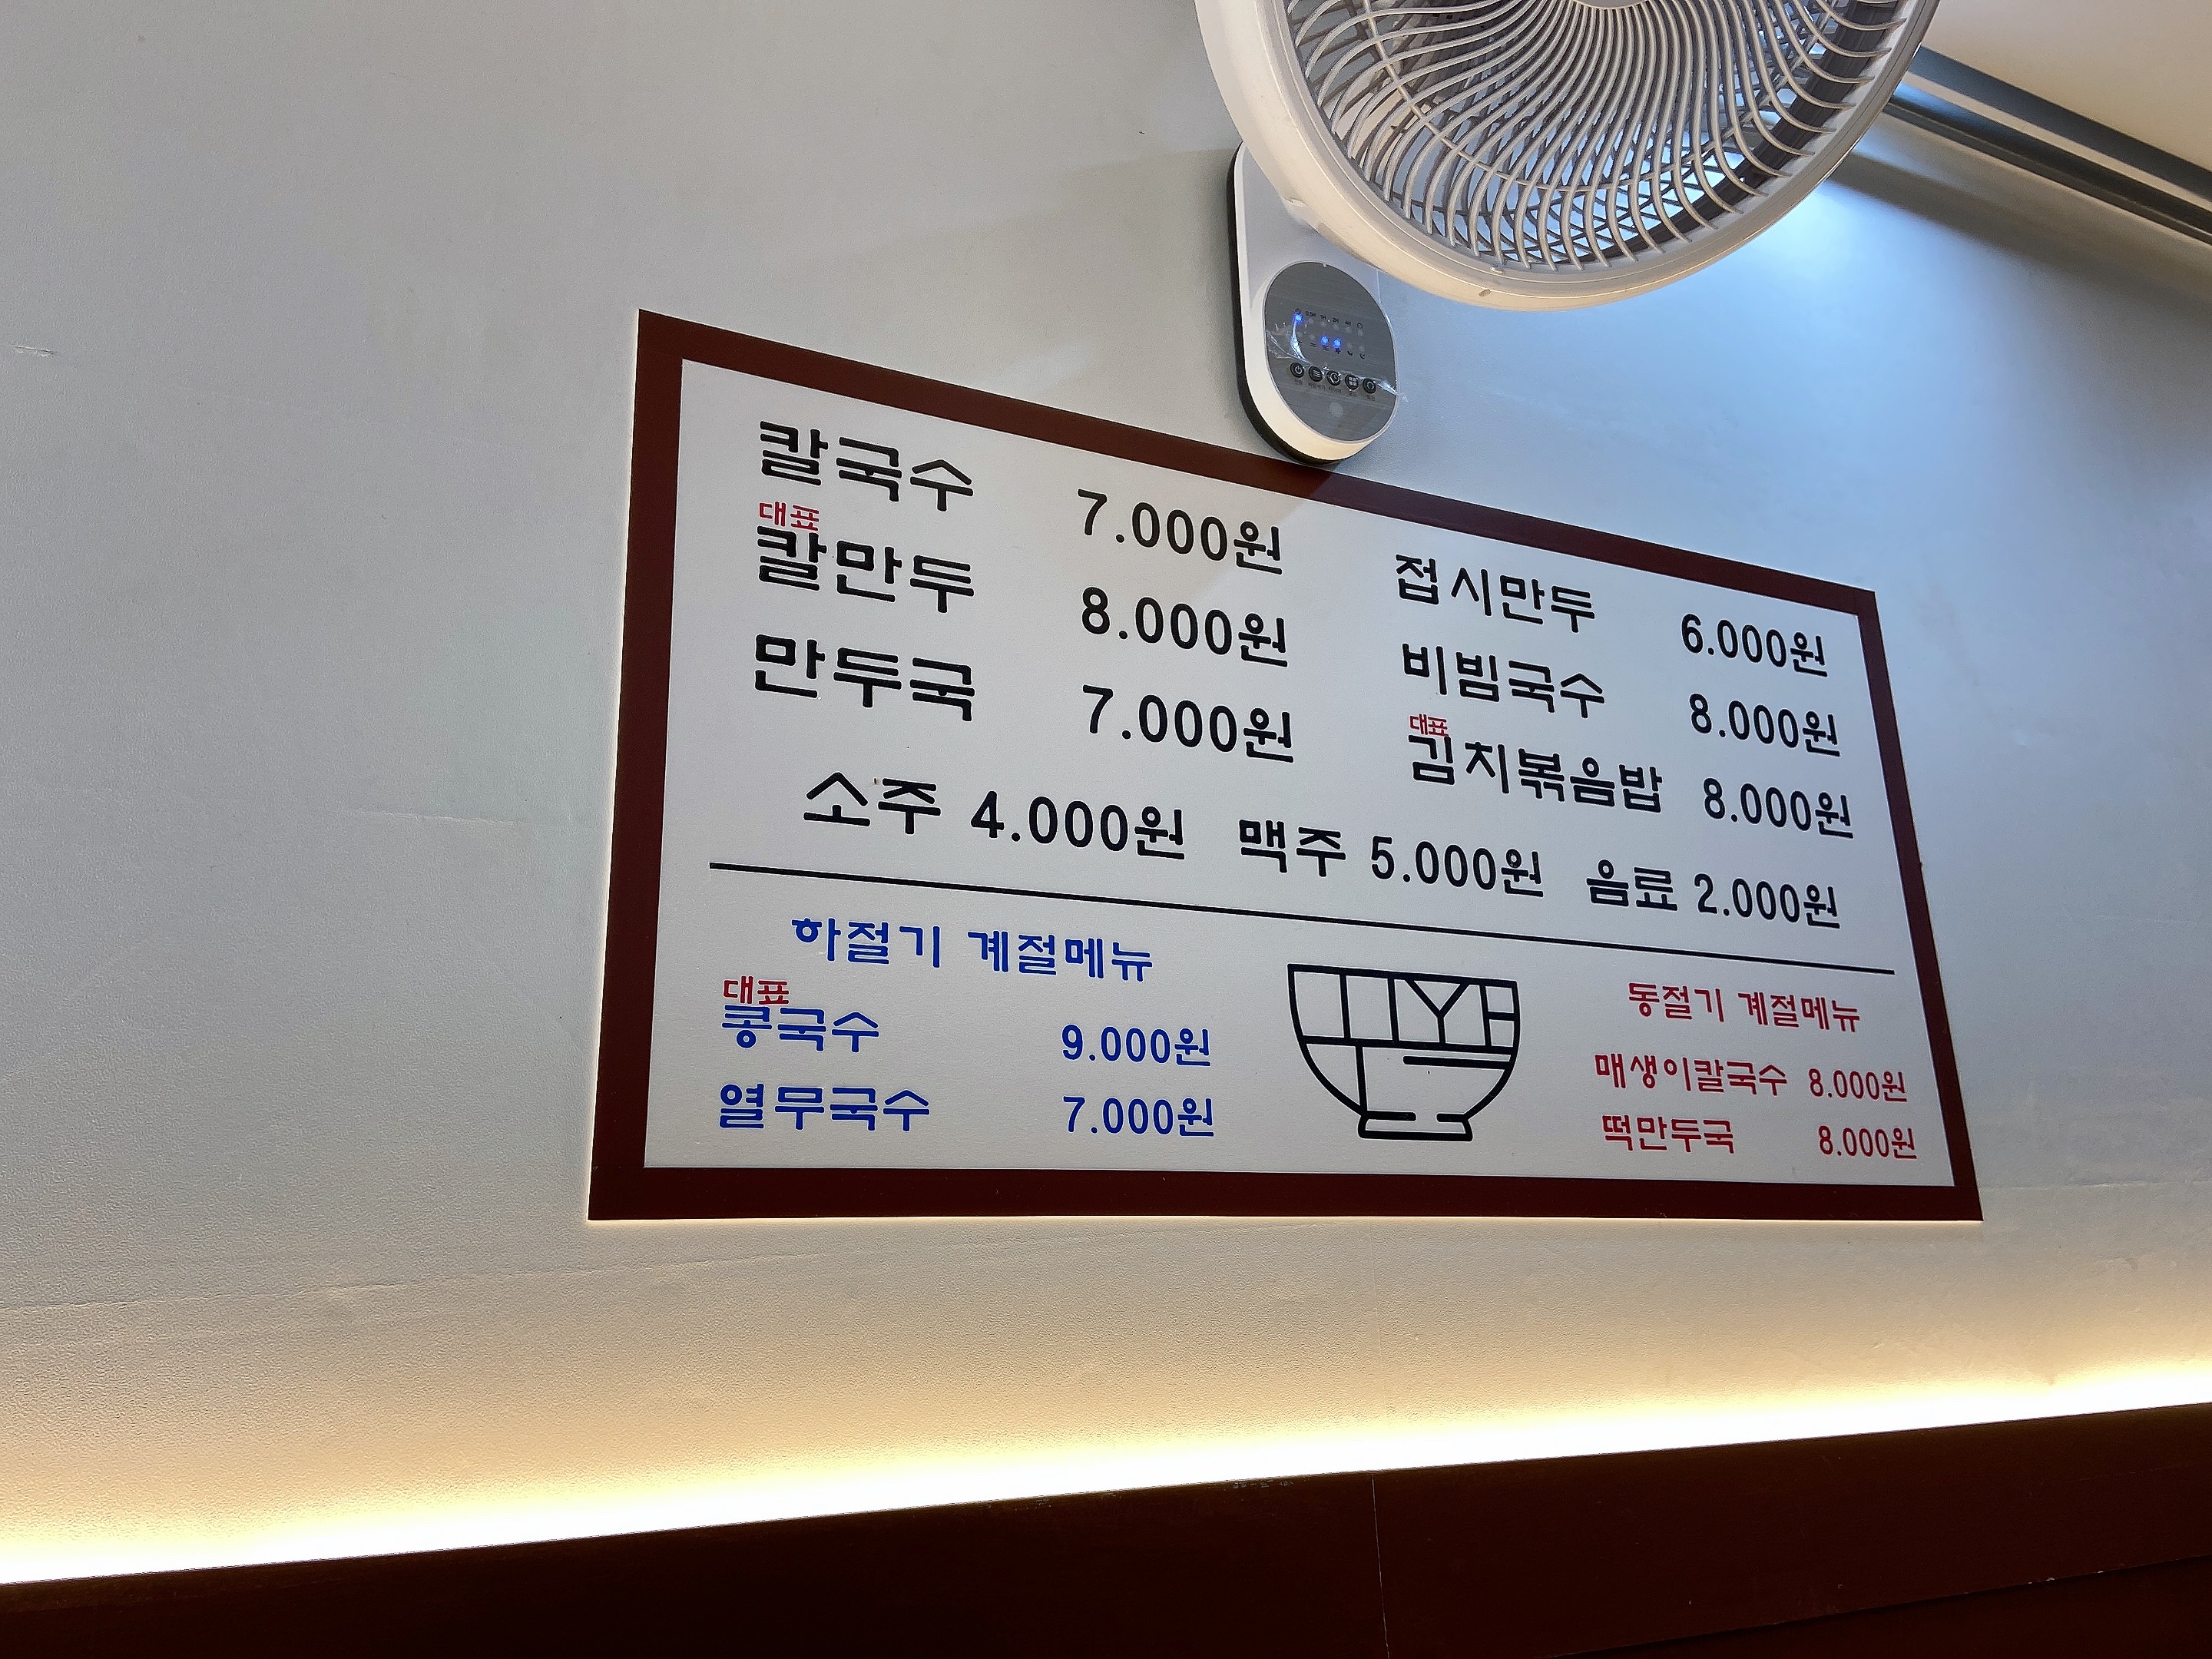 칼국수 7.000원
대표
칼만두 8.000원
만두국 7.000원
접시만두 6.000원
비빔국수 8.000원
대표
김치볶음밥 8.000원
소주 4.000원 맥주 5.000원 음료 2.000원
하절기 계절메뉴
대표
콩국수 9.000원
열무국수 7.000원
동절기 계절메뉴
매생이칼국수 8.000원
떡만두국 8.000원